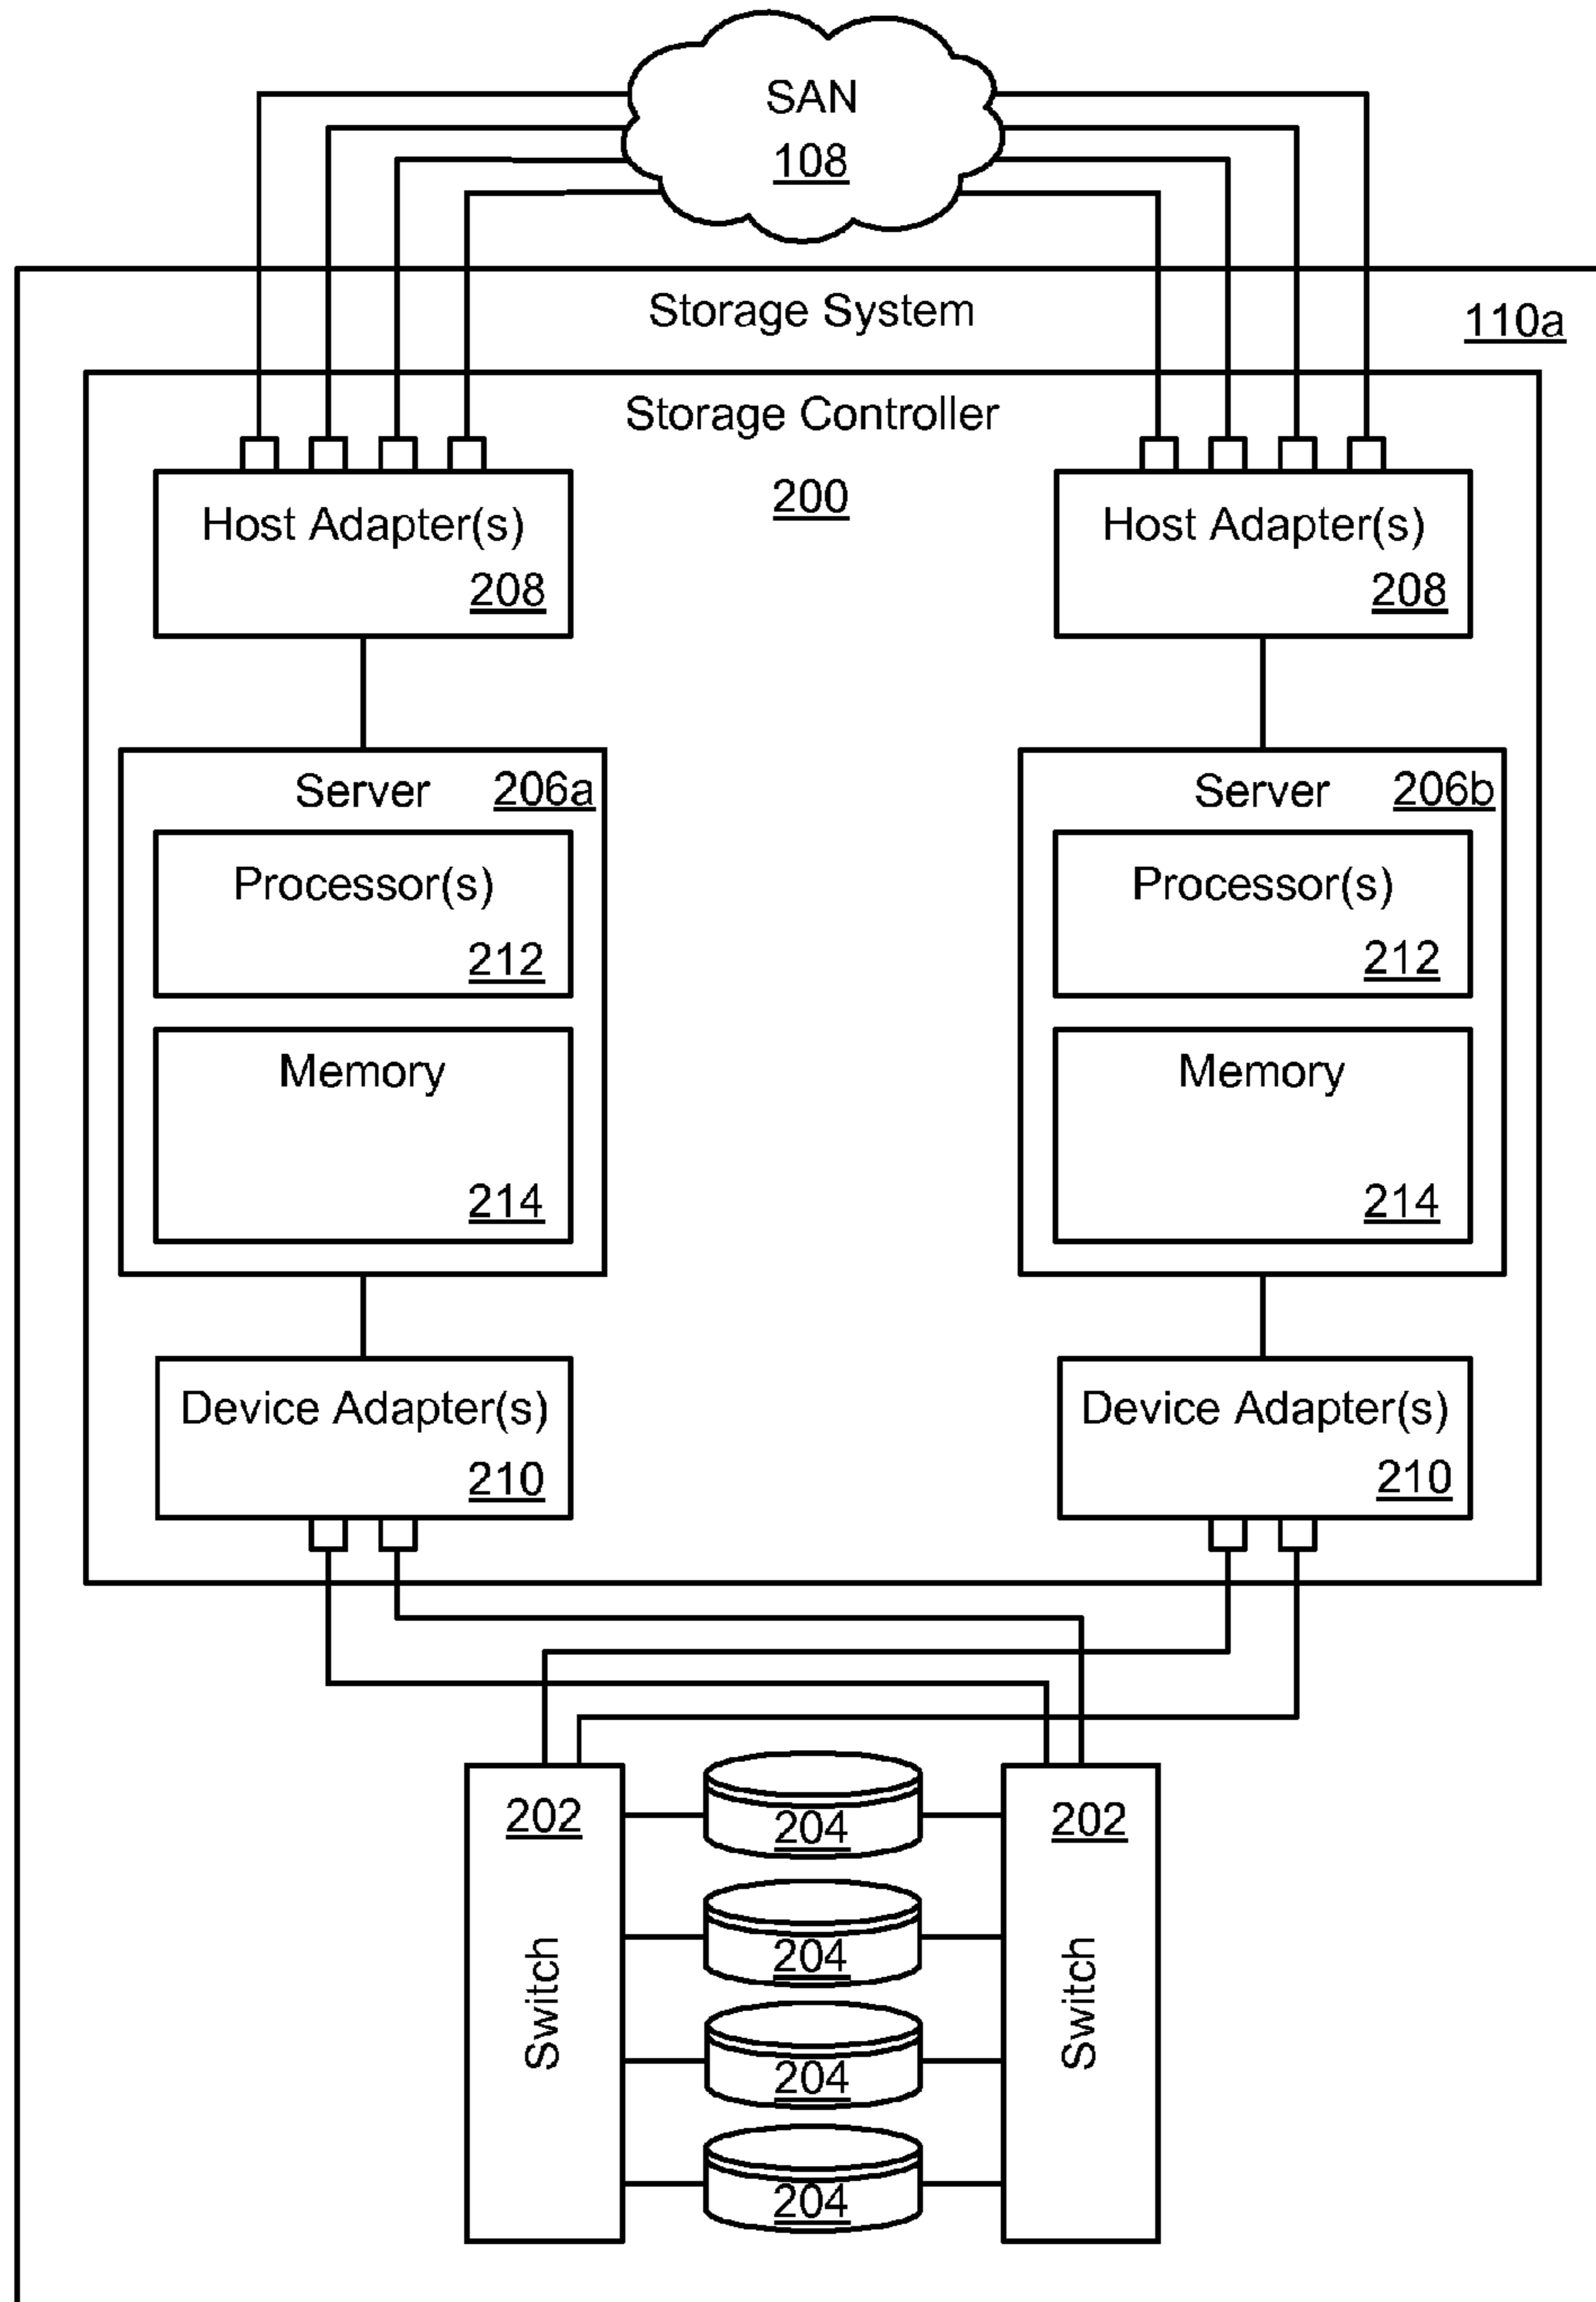 SAN
108
Storage System
110a
Storage Controller
200
Host Adapter(s)
208
Host Adapter(s)
208
Server 206a
Processor(s)
212
Memory
214
Server 206b
Processor(s)
212
Memory
214
Device Adapter(s)
210
Device Adapter(s)
210
202
Switch
204
204
204
204
202
Switch